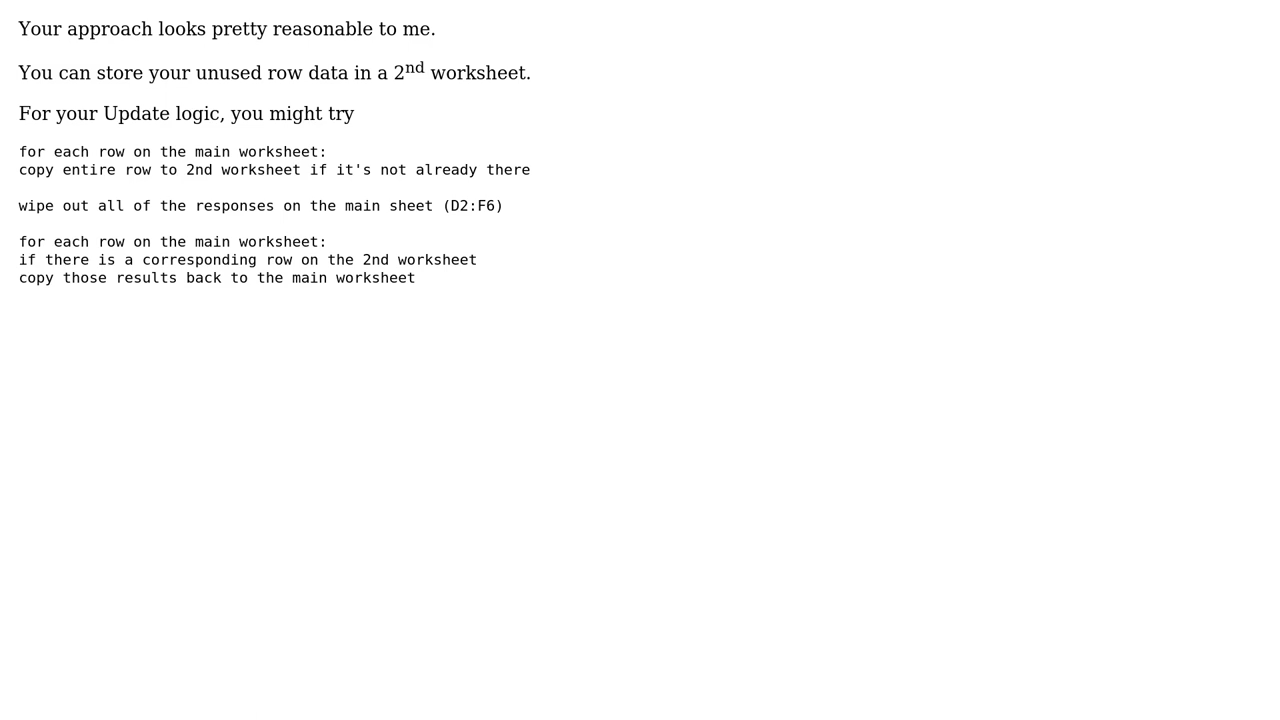 Your approach looks pretty reasonable to me.
You can store your unused row data in a 2nd worksheet.
For your Update logic, you might try
for each row on the main worksheet:
copy entire row to 2nd worksheet if it's not already there
wipe out all of the responses on the main sheet (D2:F6)
for each row on the main worksheet:
if there is a corresponding row on the 2nd worksheet
copy those results back to the main worksheet